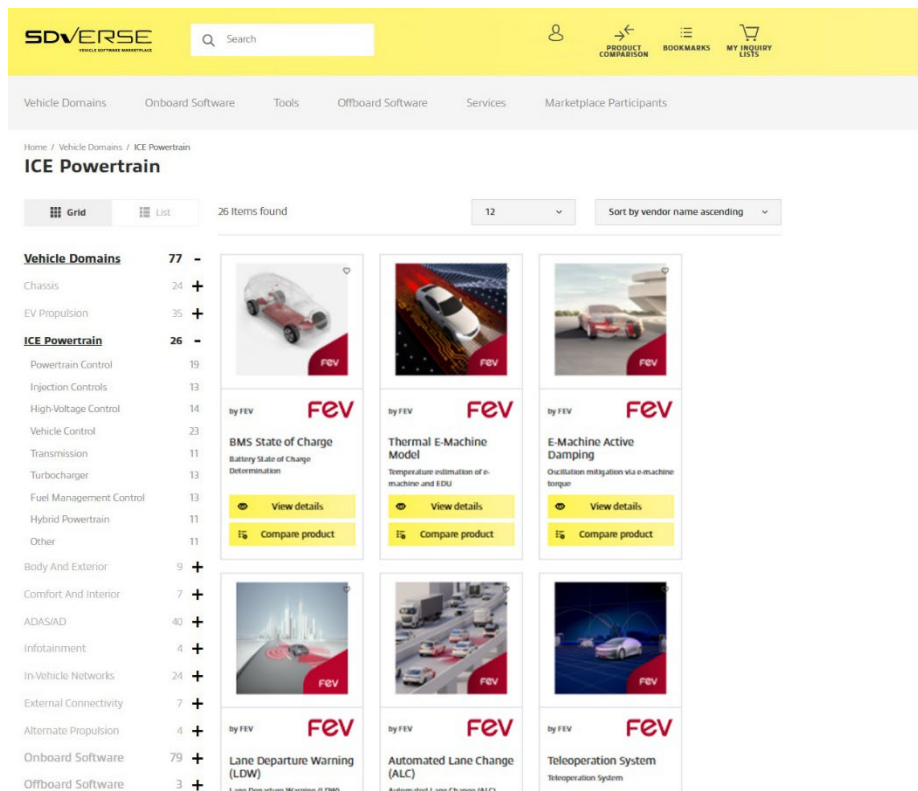 SDVERSE
VEHICLE SOFTWARE MARKETPLACE
Search
PRODUCT COMPARISON
BOOKMARKS
MY INQUIRY LISTS
Vehicle Domains Onboard Software Tools Offboard Software Services Marketplace Participants
Home / Vehicle Domains / ICE Powertrain
ICE Powertrain
Grid List 26 Items found 12 Sort by vendor name ascending
Vehicle Domains 77 -
Chassis 24 +
EV Propulsion 35 +
ICE Powertrain 26 -
Powertrain Control 19
Injection Controls 13
High-Voltage Control 14
Vehicle Control 23
Transmission 11
Turbocharger 13
Fuel Management Control 13
Hybrid Powertrain 11
Other 11
Body And Exterior 9 +
Comfort And Interior 7 +
ADAS/AD 40 +
Infotainment 4 +
In-Vehicle Networks 24 +
External Connectivity 7 +
Alternate Propulsion 4 +
Onboard Software 79 +
Offboard Software 3 +
FEV
by FEV FEV
BMS State of Charge
Battery State of Charge
Determination
View details
Compare product
FEV
by FEV FEV
Thermal E-Machine
Model
Temperature estimation of e-
machine and EDU
View details
Compare product
FEV
by FEV FEV
E-Machine Active
Damping
Oscillation mitigation via e-machine
torque
View details
Compare product
FEV
by FEV FEV
Lane Departure Warning
(LDW)
Lane Departure Warning (LDW)
FEV
by FEV FEV
Automated Lane Change
(ALC)
Automated Lane Change (ALC)
FEV
by FEV FEV
Teleoperation System
Teleoperation System